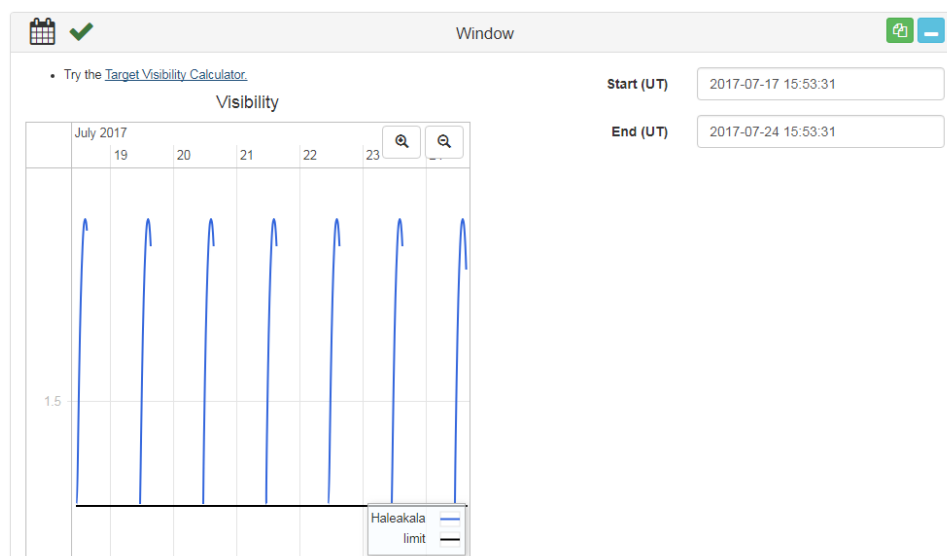 Window
Try the Target Visibility Calculator.
Visibility
July 2017
19 20 21 22 23
1.5
Haleakala
limit
Start (UT) 2017-07-17 15:53:31
End (UT) 2017-07-24 15:53:31